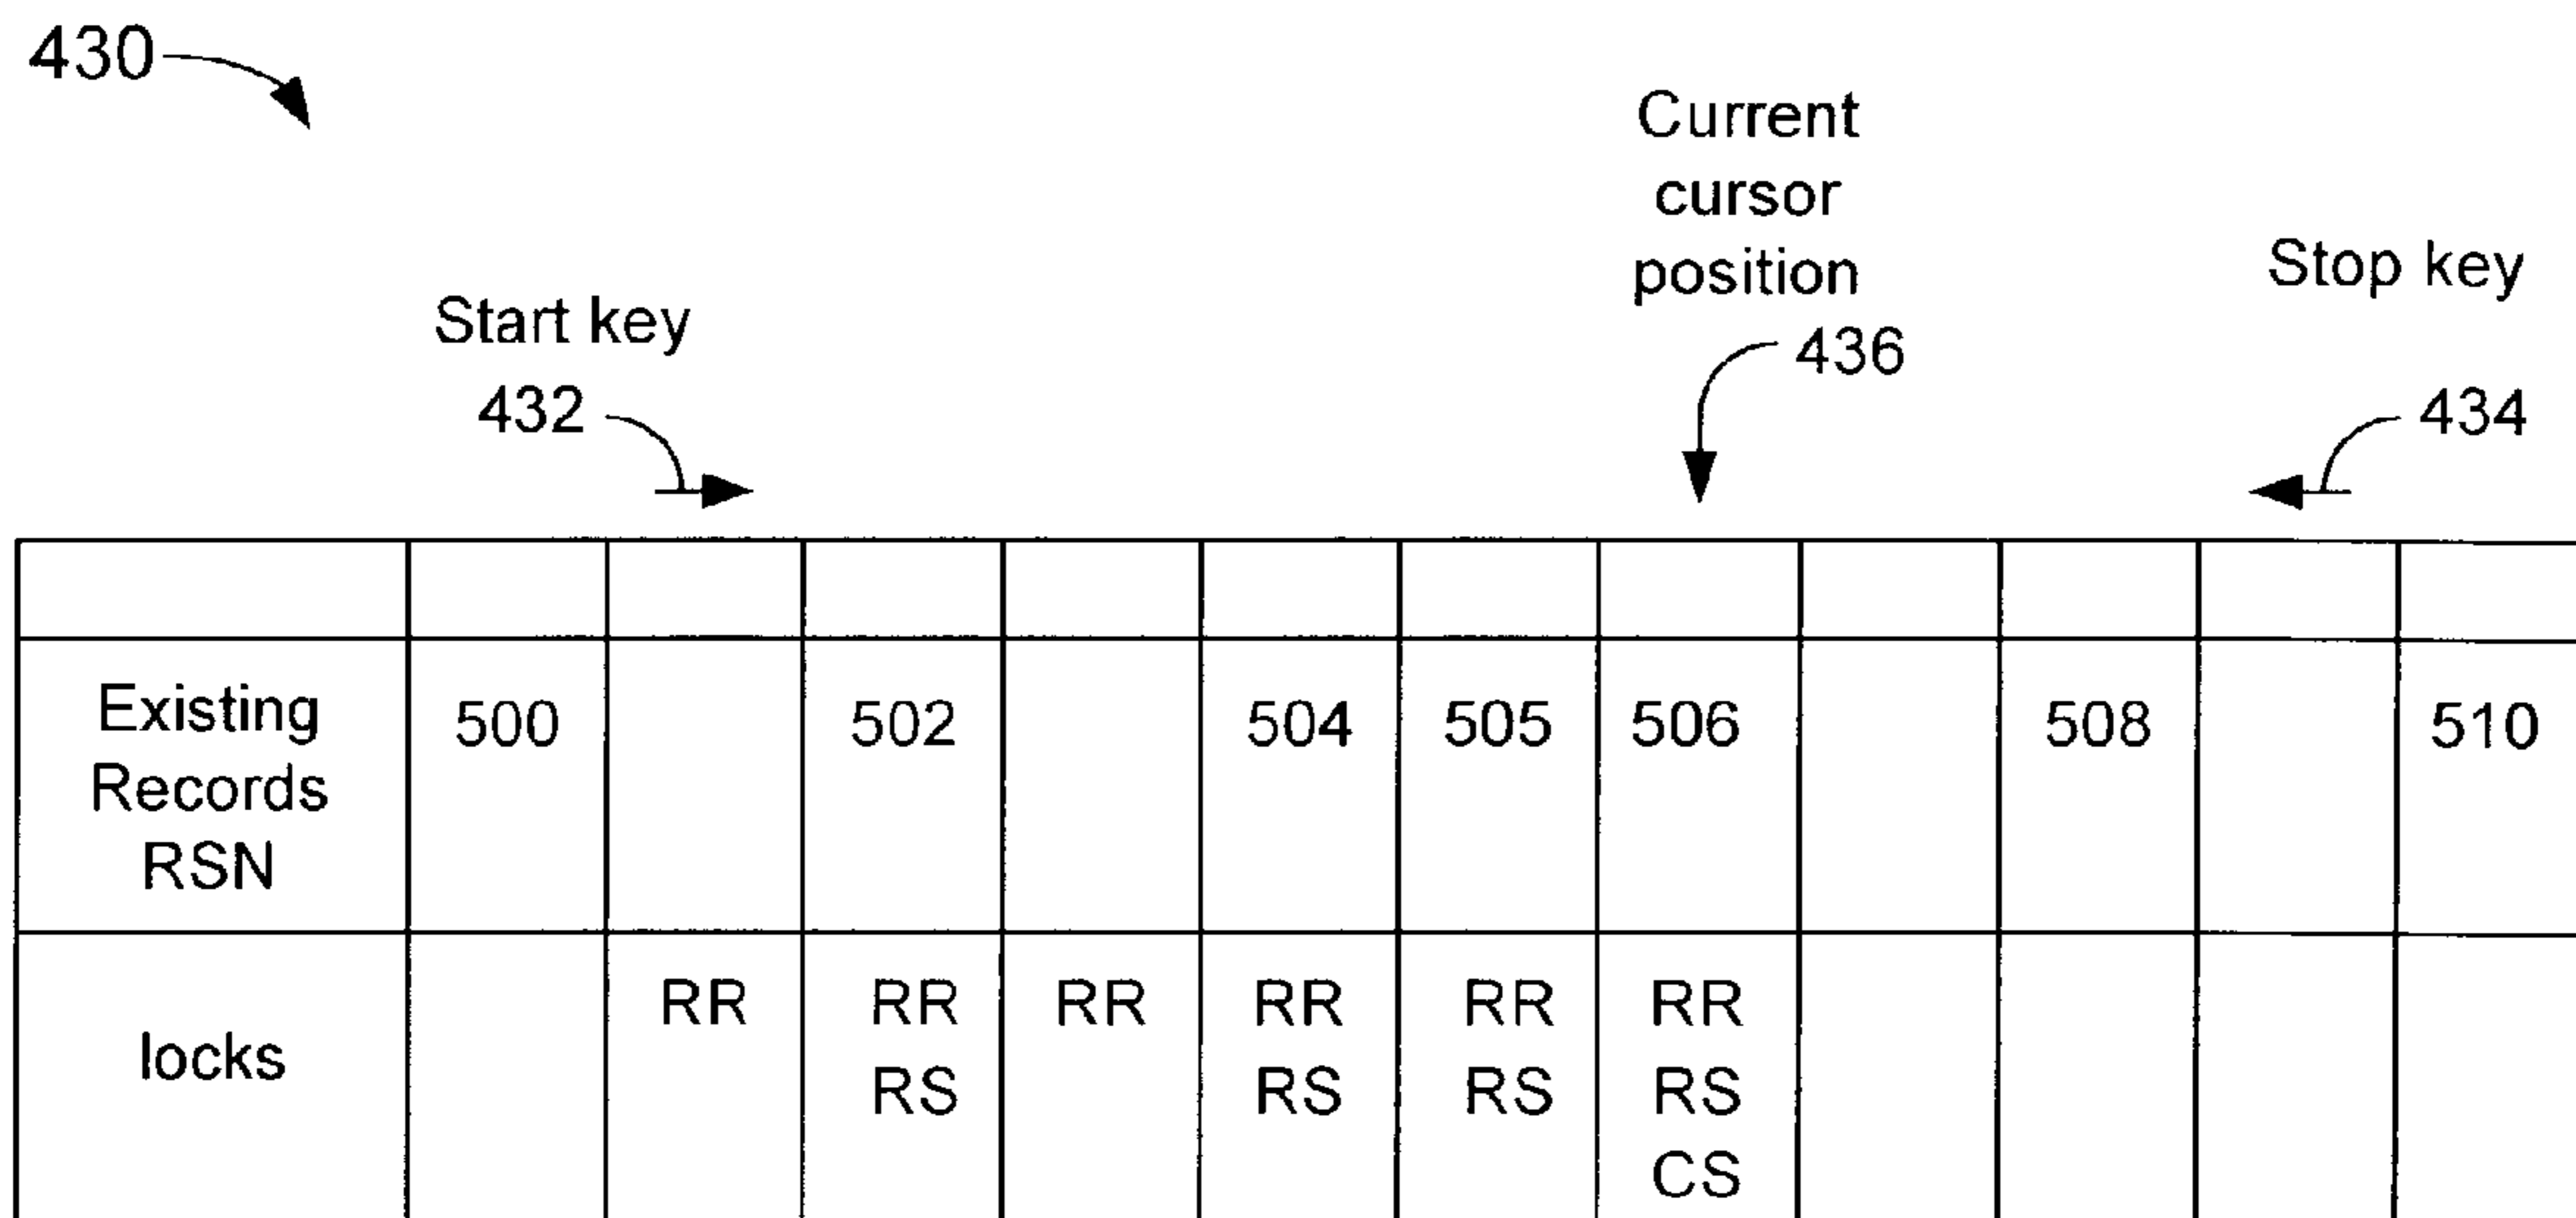 430
Current
cursor
position
436
Start key
432
Stop key
434
Existing
Records
RSN
500 502 504 505 506 508 510
locks
RR RR RR RR RR RR
RS RS RS RS
CS